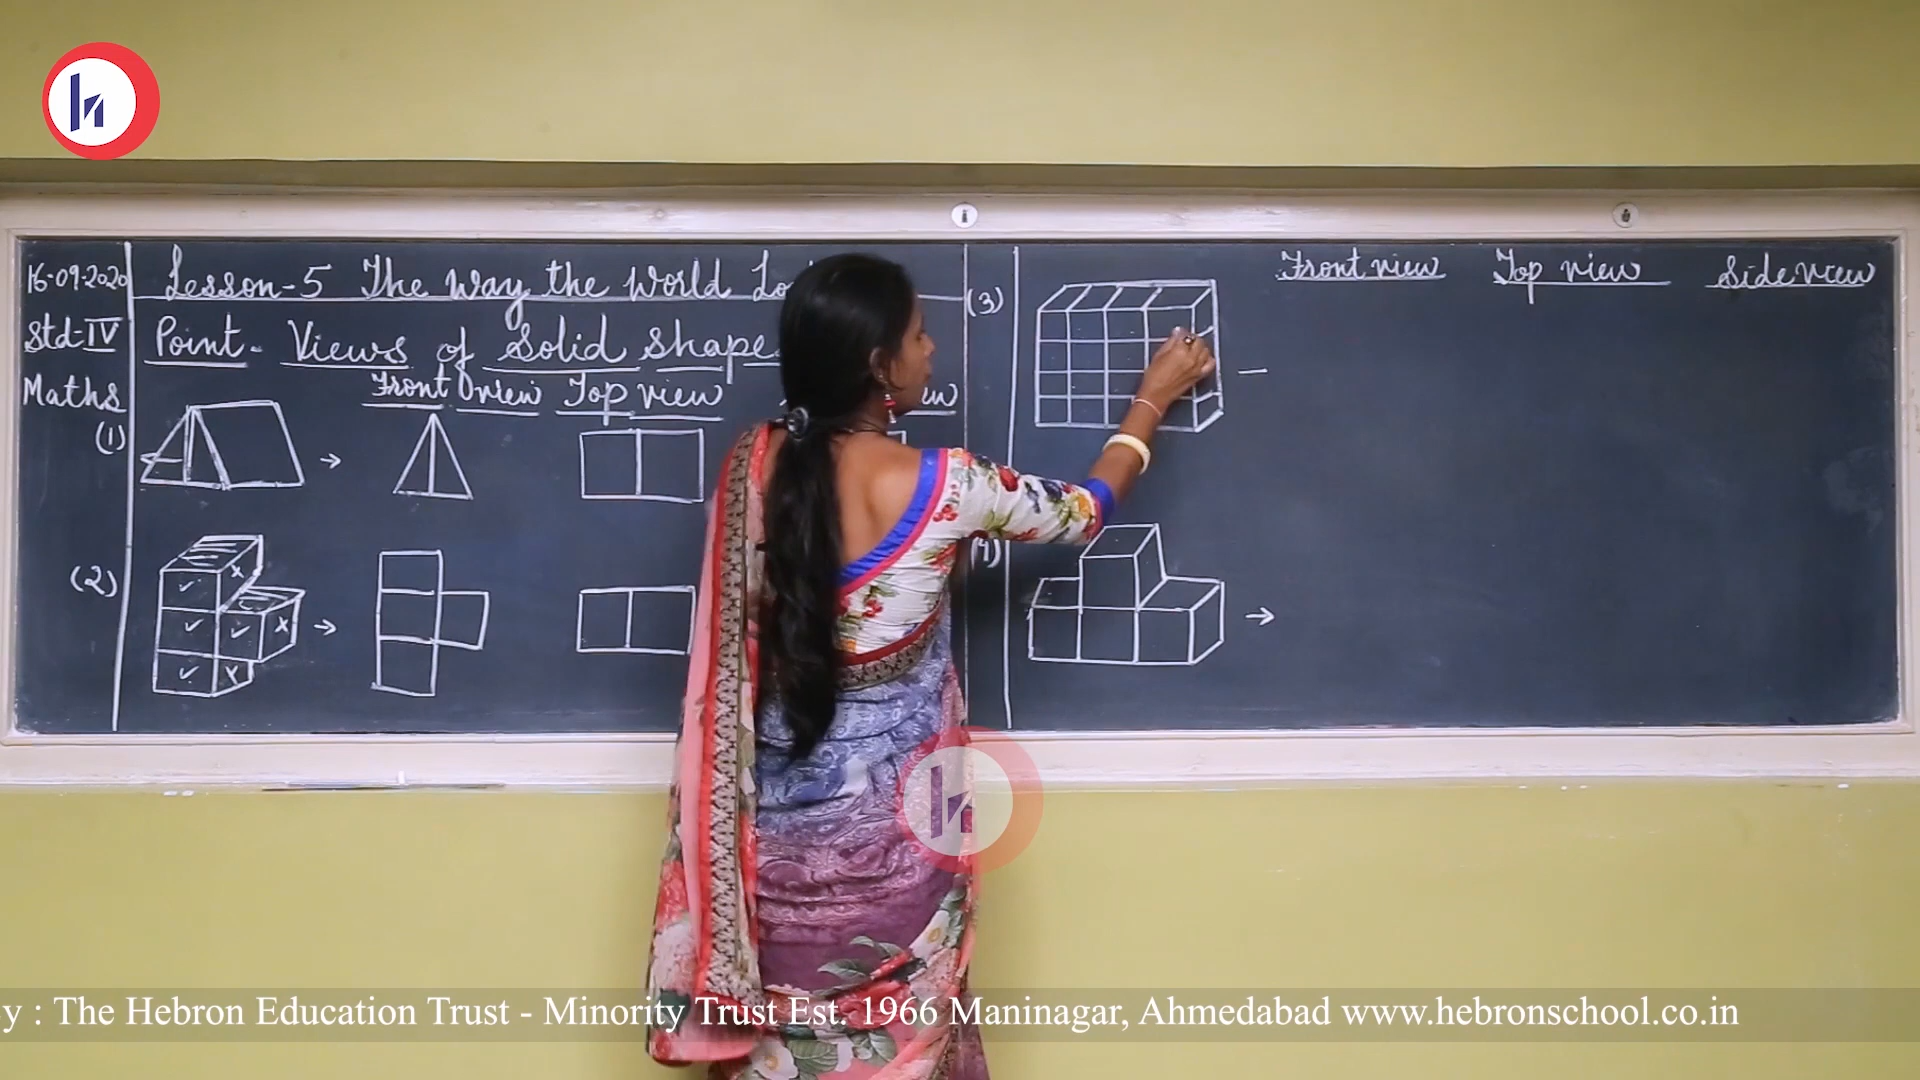 16-09-2020
Lesson-5 The Way the World
Std-IV
Point- Views of Solid Shape
Maths
Front view Top view
(1)
(2)
Front view Top view Side view
(3)
(4)
y : The Hebron Education Trust - Minority Trust Est. 1966 Maninagar, Ahmedabad www.hebronschool.co.in